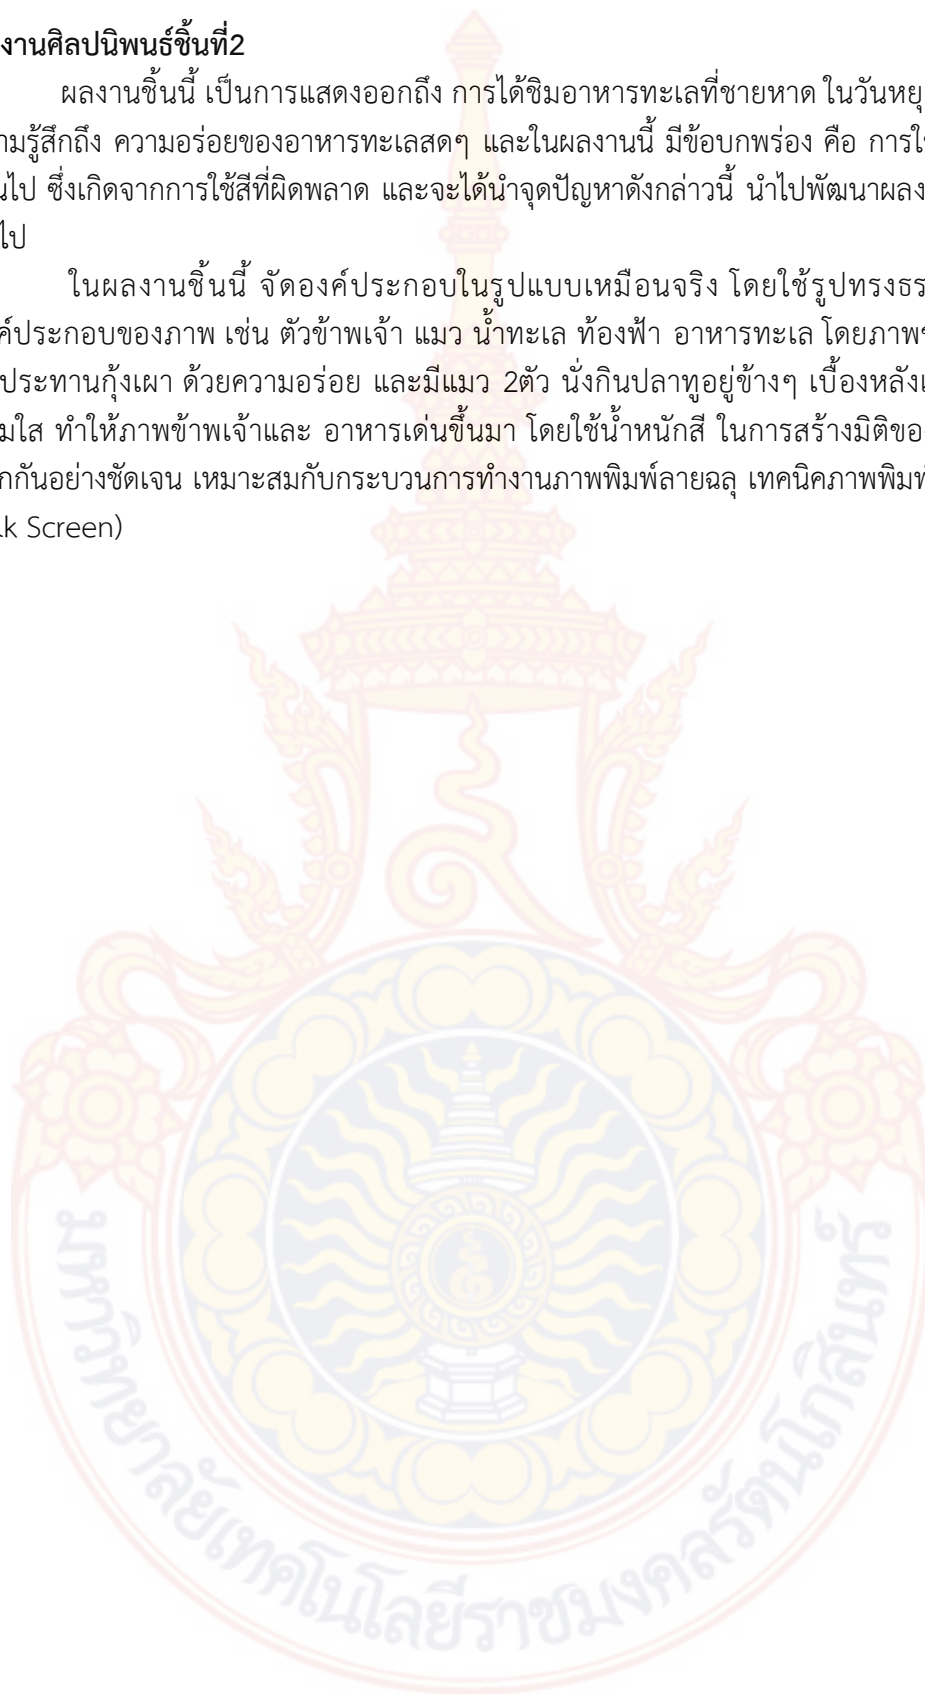 งานศิลปนิพนธ์ชิ้นที่2
ผลงานชิ้นนี้ เป็นการแสดงออกถึง การได้ชิมอาหารทะเลที่ชายหาด ในวันหยุ
ามรู้สึกถึง ความอร่อยของอาหารทะเลสดๆ และในผลงานนี้ มีข้อบกพร่อง คือ การใ
นไป ซึ่งเกิดจากการใช้สีที่ผิดพลาด และจะได้นำจุดปัญหาดังกล่าวนี้ นำไปพัฒนาผลง
ไป
ในผลงานชิ้นนี้ จัดองค์ประกอบในรูปแบบเหมือนจริง โดยใช้รูปทรงธร
ค์ประกอบของภาพ เช่น ตัวข้าพเจ้า แมว น้ำทะเล ท้องฟ้า อาหารทะเล โดยภาพ
ประทานกุ้งเผา ด้วยความอร่อย และมีแมว 2ตัว นั่งกินปลาทูอยู่ข้างๆ เบื้องหลังเ
มใส ทำให้ภาพข้าพเจ้าและ อาหารเด่นขึ้นมา โดยใช้น้ำหนักสี ในการสร้างมิติขอ
กกันอย่างชัดเจน เหมาะสมกับกระบวนการทำงานภาพพิมพ์ลายฉลุ เทคนิคภาพพิมพ์
k Screen)
มหาวิทยาลัยเทคโนโลยีราชมงคลรัตนโกสินทร์